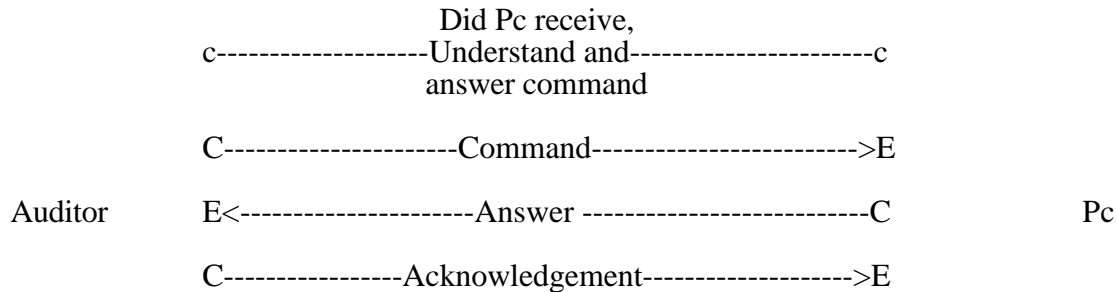 Did Pc receive,
c--------------------Understand and-----------------------c
answer command
C----------------------Command------------------------->E
Auditor E<----------------------Answer ---------------------------C Pc
C-----------------Acknowledgement-------------------->E